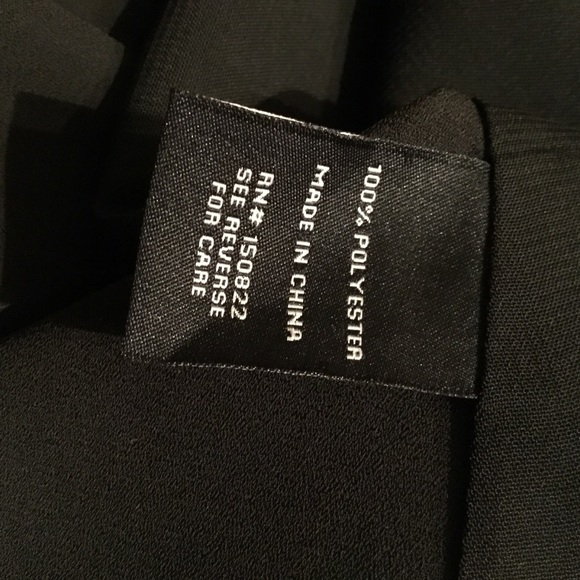 100% POLYESTER
MADE IN CHINA
RN# 150822
SEE REVERSE
FOR CARE